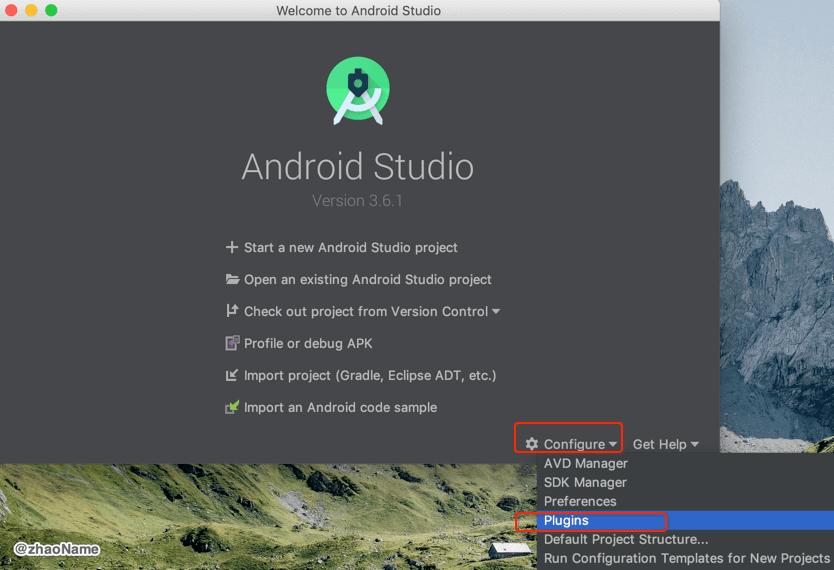 Welcome to Android Studio
Android Studio
Version 3.6.1
Start a new Android Studio project
Open an existing Android Studio project
Check out project from Version Control
Profile or debug APK
Import project (Gradle, Eclipse ADT, etc.)
Import an Android code sample
Configure Get Help
AVD Manager
SDK Manager
Preferences
Plugins
Default Project Structure...
Run Configuration Templates for New Projects
@zhaoName